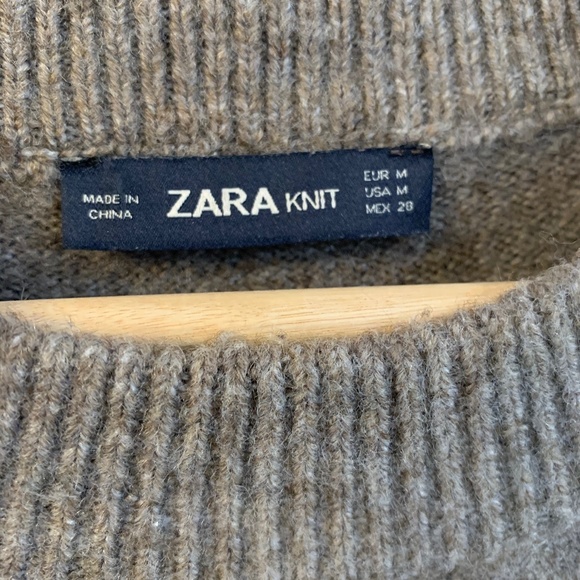 MADE IN
CHINA
ZARA KNIT
EUR M
USA M
MEX 28